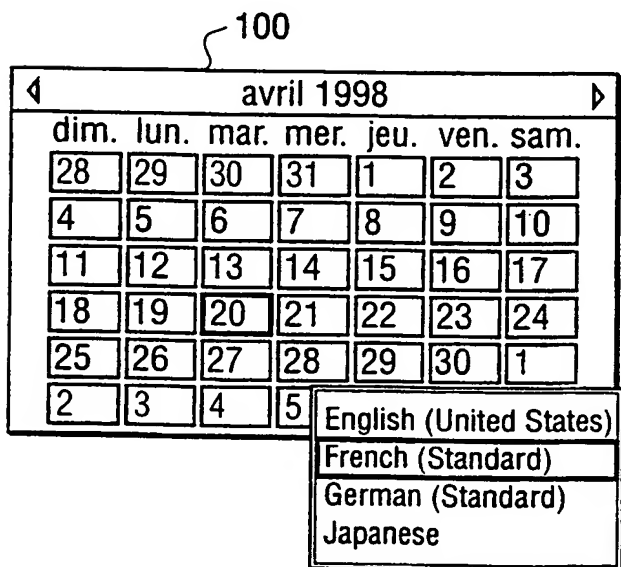 100
avril 1998
dim. lun. mar. mer. jeu. ven. sam.
28 29 30 31 1 2 3
4 5 6 7 8 9 10
11 12 13 14 15 16 17
18 19 20 21 22 23 24
25 26 27 28 29 30 1
2 3 4 5
English (United States)
French (Standard)
German (Standard)
Japanese